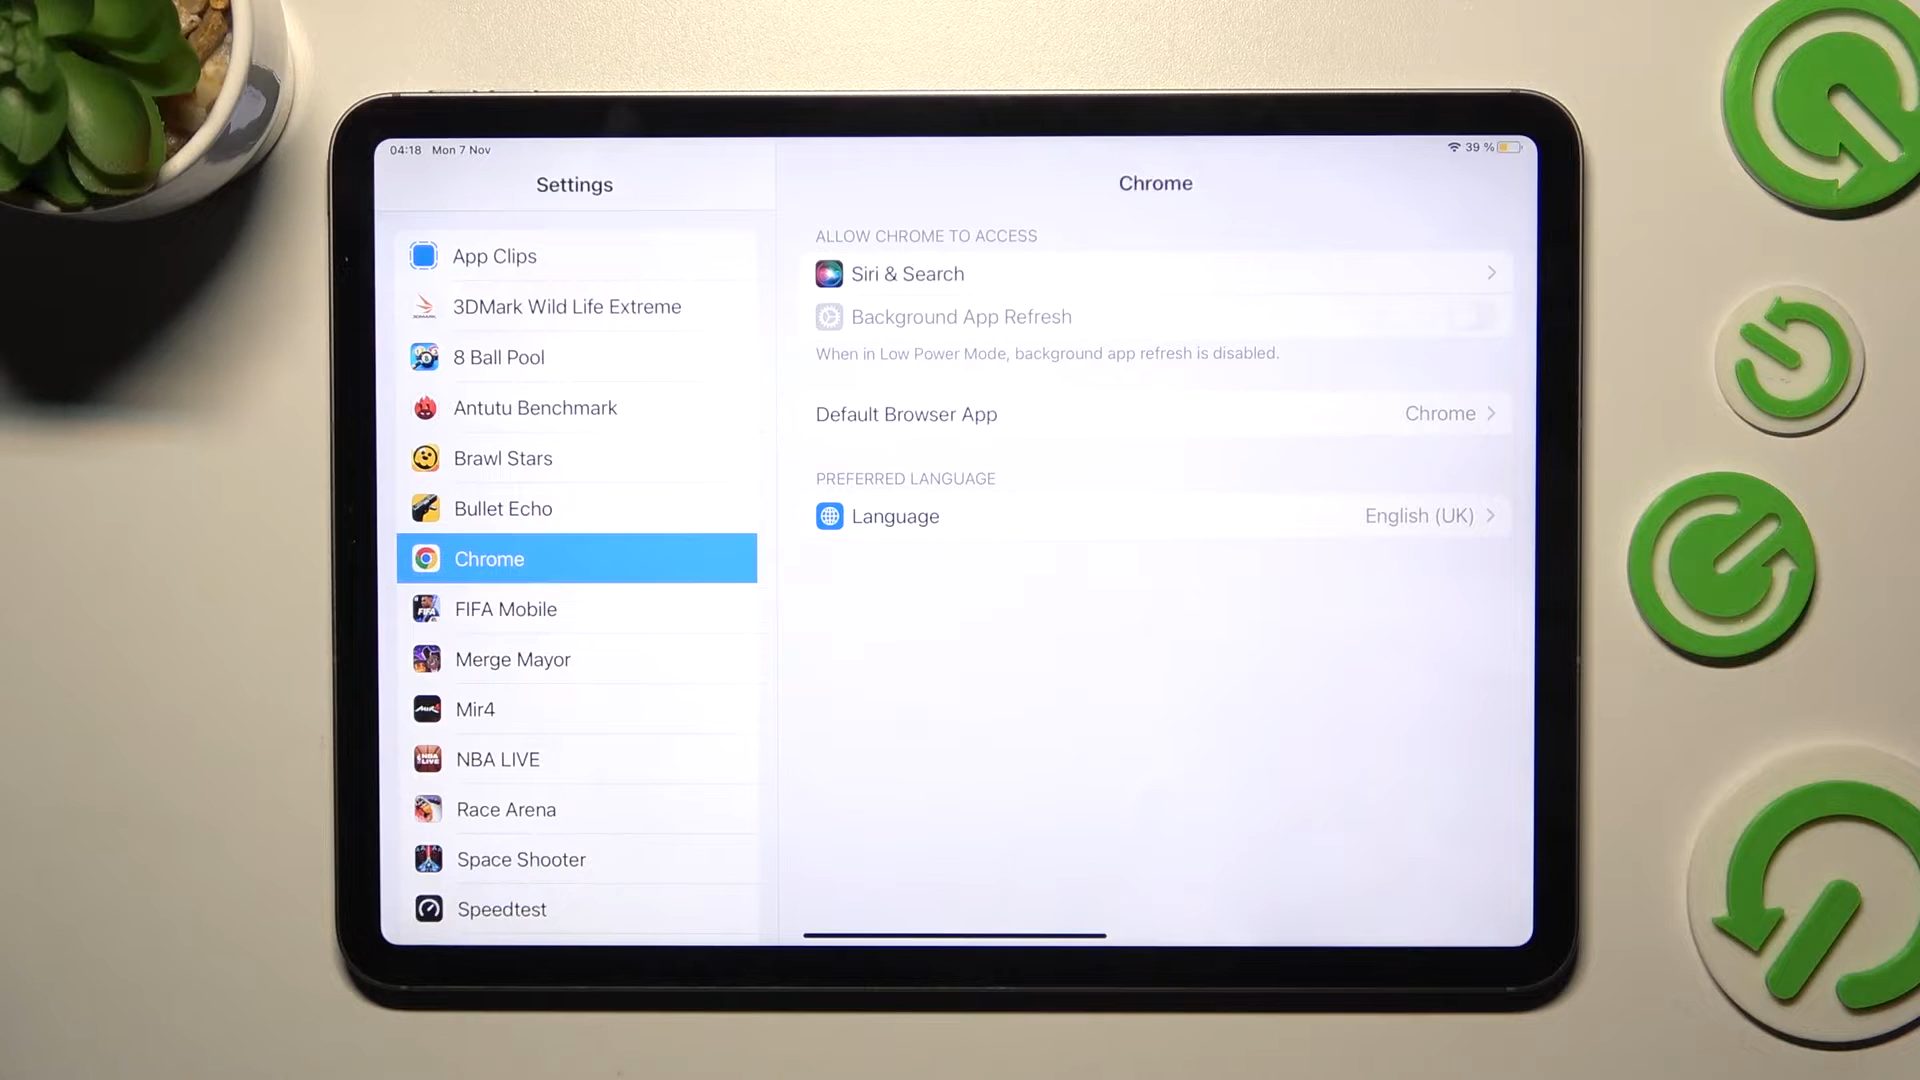 04:18 Mon 7 Nov
39 %
Settings
Chrome
App Clips
3DMark Wild Life Extreme
8 Ball Pool
Antutu Benchmark
Brawl Stars
Bullet Echo
Chrome
FIFA Mobile
Merge Mayor
Mir4
NBA LIVE
Race Arena
Space Shooter
Speedtest
ALLOW CHROME TO ACCESS
Siri & Search
Background App Refresh
When in Low Power Mode, background app refresh is disabled.
Default Browser App Chrome
PREFERRED LANGUAGE
Language English (UK)